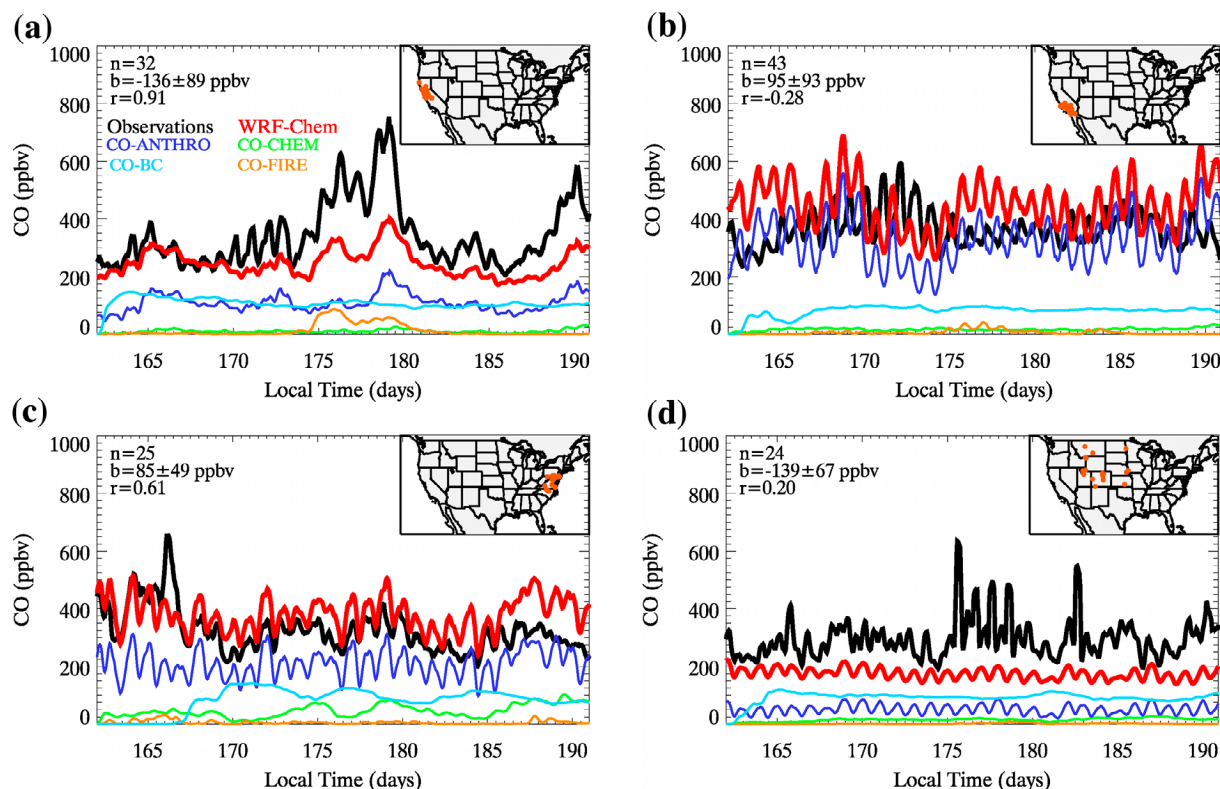 (a)
1000
800
600
400
200
0
CO (ppbv)
n=32
b=-136±89 ppbv
r=0.91
Observations WRF-Chem
CO-ANTHRO CO-CHEM
CO-BC CO-FIRE
165 170 175 180 185 190
Local Time (days)
(b)
1000
800
600
400
200
0
CO (ppbv)
n=43
b=95±93 ppbv
r=-0.28
165 170 175 180 185 190
Local Time (days)
(c)
1000
800
600
400
200
0
CO (ppbv)
n=25
b=85±49 ppbv
r=0.61
165 170 175 180 185 190
Local Time (days)
(d)
1000
800
600
400
200
0
CO (ppbv)
n=24
b=-139±67 ppbv
r=0.20
165 170 175 180 185 190
Local Time (days)